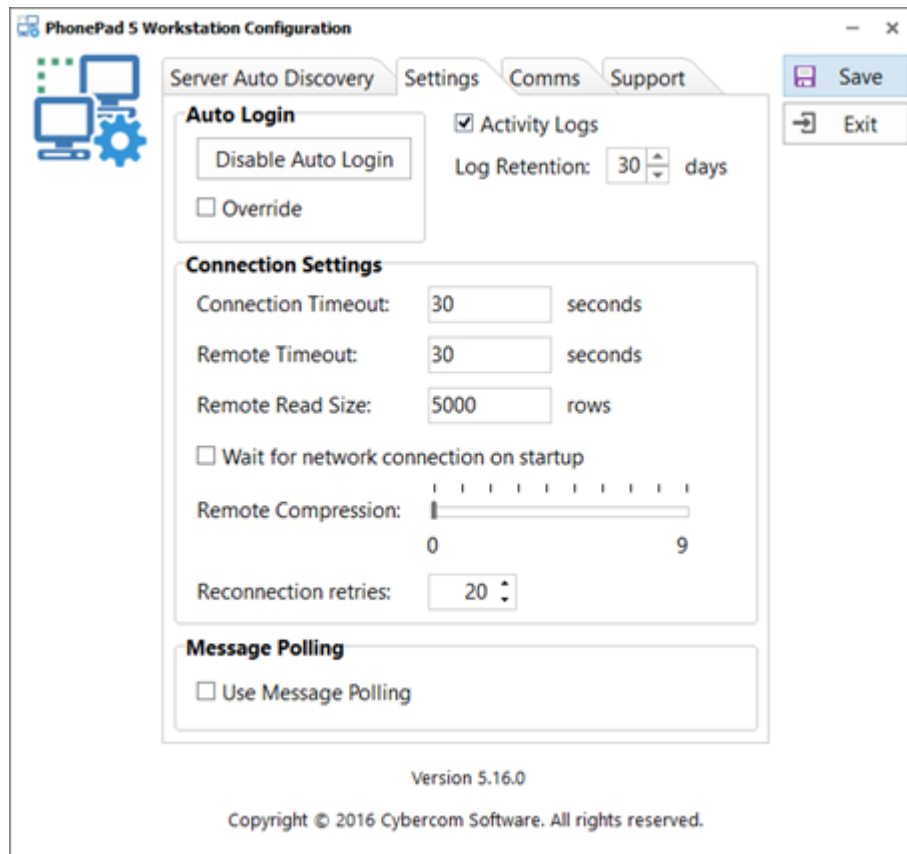 PhonePad 5 Workstation Configuration
Server Auto Discovery
Settings
Comms
Support
Save
Exit
Auto Login
Disable Auto Login
Override
Activity Logs
Log Retention: 30 days
Connection Settings
Connection Timeout: 30 seconds
Remote Timeout: 30 seconds
Remote Read Size: 5000 rows
Wait for network connection on startup
Remote Compression:
0 9
Reconnection retries: 20
Message Polling
Use Message Polling
Version 5.16.0
Copyright © 2016 Cybercom Software. All rights reserved.